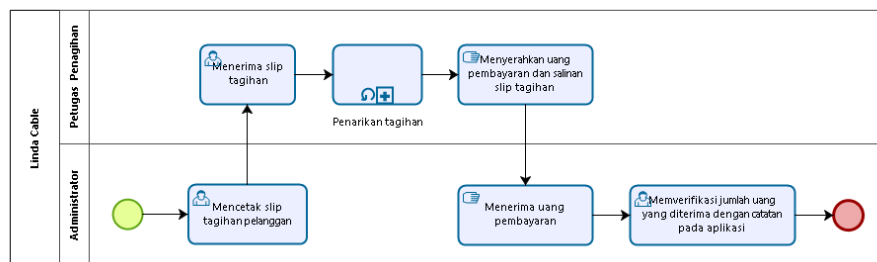 Linda Cable
Petugas Penagihan
Menerima slip
tagihan
Penarikan tagihan
Menyerahkan uang
pembayaran dan salinan
slip tagihan
Administrator
Mencetak slip
tagihan pelanggan
Menerima uang
pembayaran
Memverifikasi jumlah uang
yang diterima dengan catatan
pada aplikasi